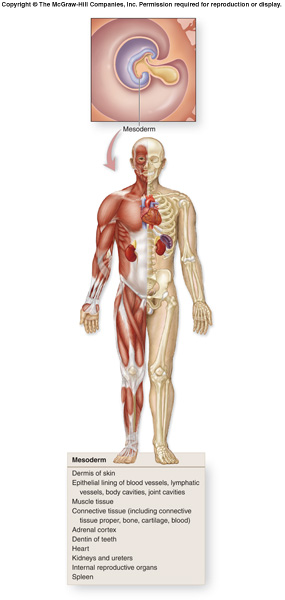 Copyright © The McGraw-Hill Companies, Inc. Permission required for reproduction or display.
Mesoderm
Mesoderm
Dermis of skin
Epithelial lining of blood vessels, lymphatic
vessels, body cavities, joint cavities
Muscle tissue
Connective tissue (including connective
tissue proper, bone, cartilage, blood)
Adrenal cortex
Dentin of teeth
Heart
Kidneys and ureters
Internal reproductive organs
Spleen